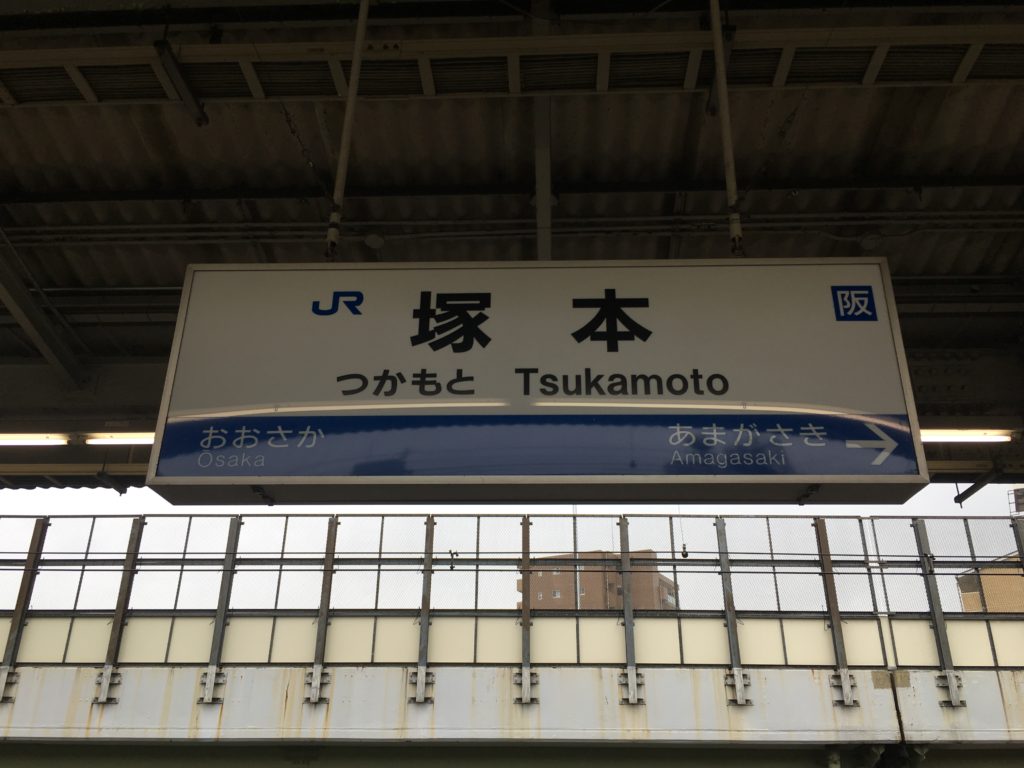 JR 塚本 阪
つかもと Tsukamoto
おおさか あまがさき →
Osaka Amagasaki